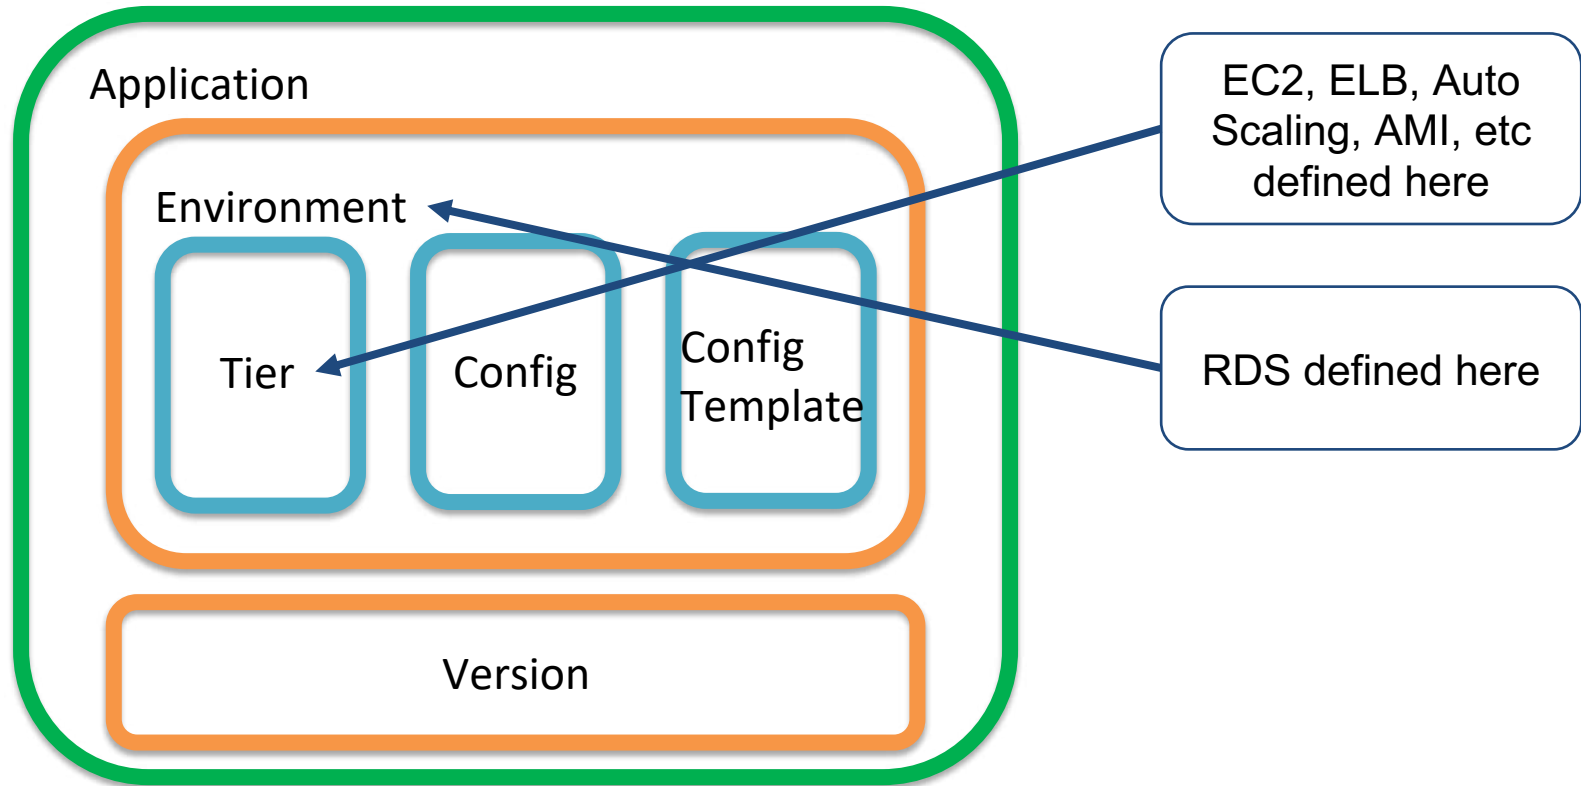 Application
Environment
Tier
Config
Config
Template
Version
EC2, ELB, Auto
Scaling, AMI, etc
defined here
RDS defined here